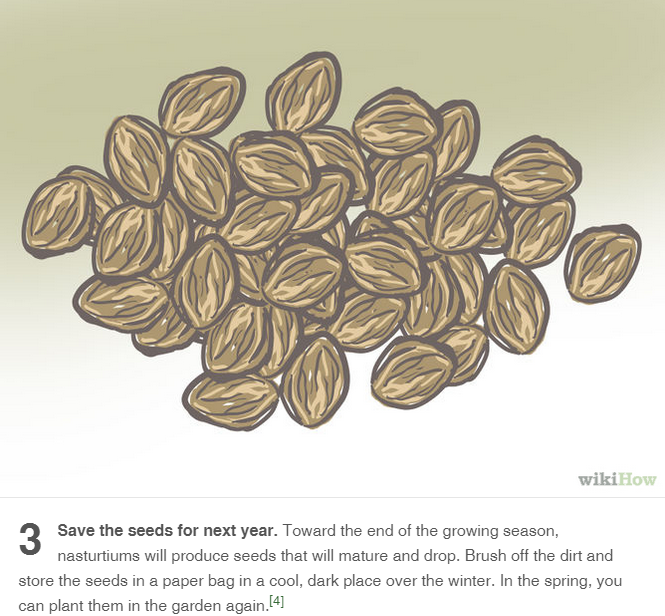 wikiHow
3 Save the seeds for next year. Toward the end of the growing season,
nasturtiums will produce seeds that will mature and drop. Brush off the dirt and
store the seeds in a paper bag in a cool, dark place over the winter. In the spring, you
can plant them in the garden again.[4]